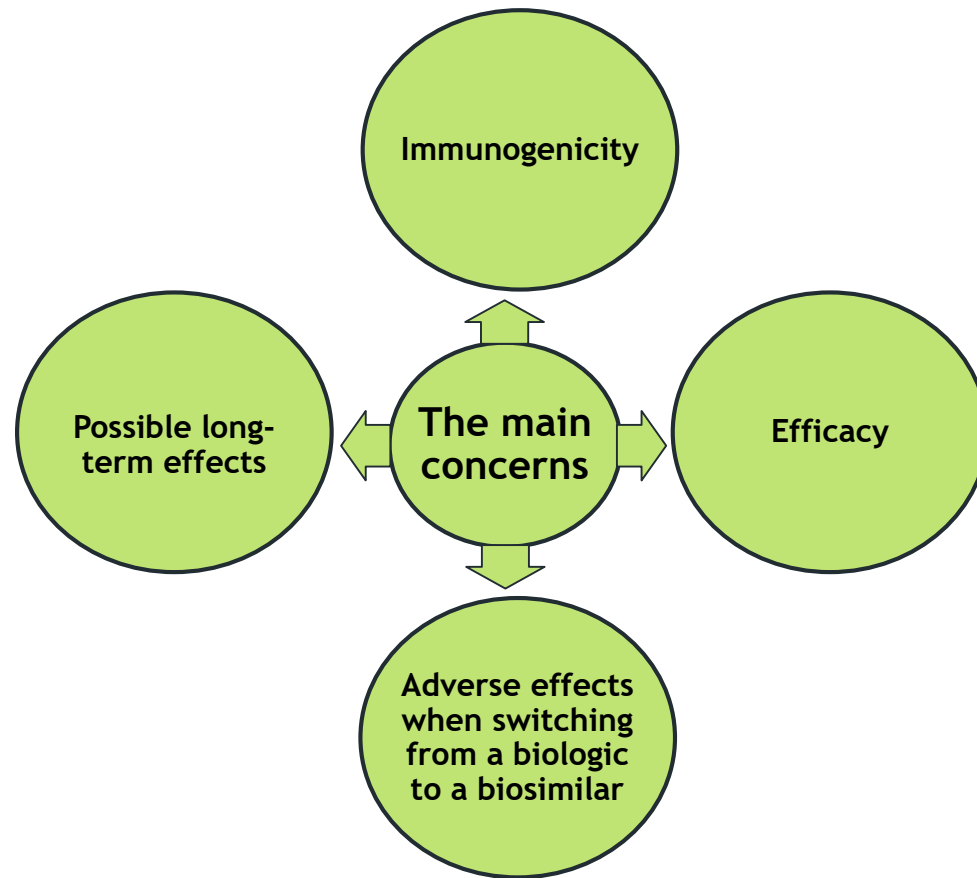 Immunogenicity
Possible long-
term effects
The main
concerns
Efficacy
Adverse effects
when switching
from a biologic
to a biosimilar